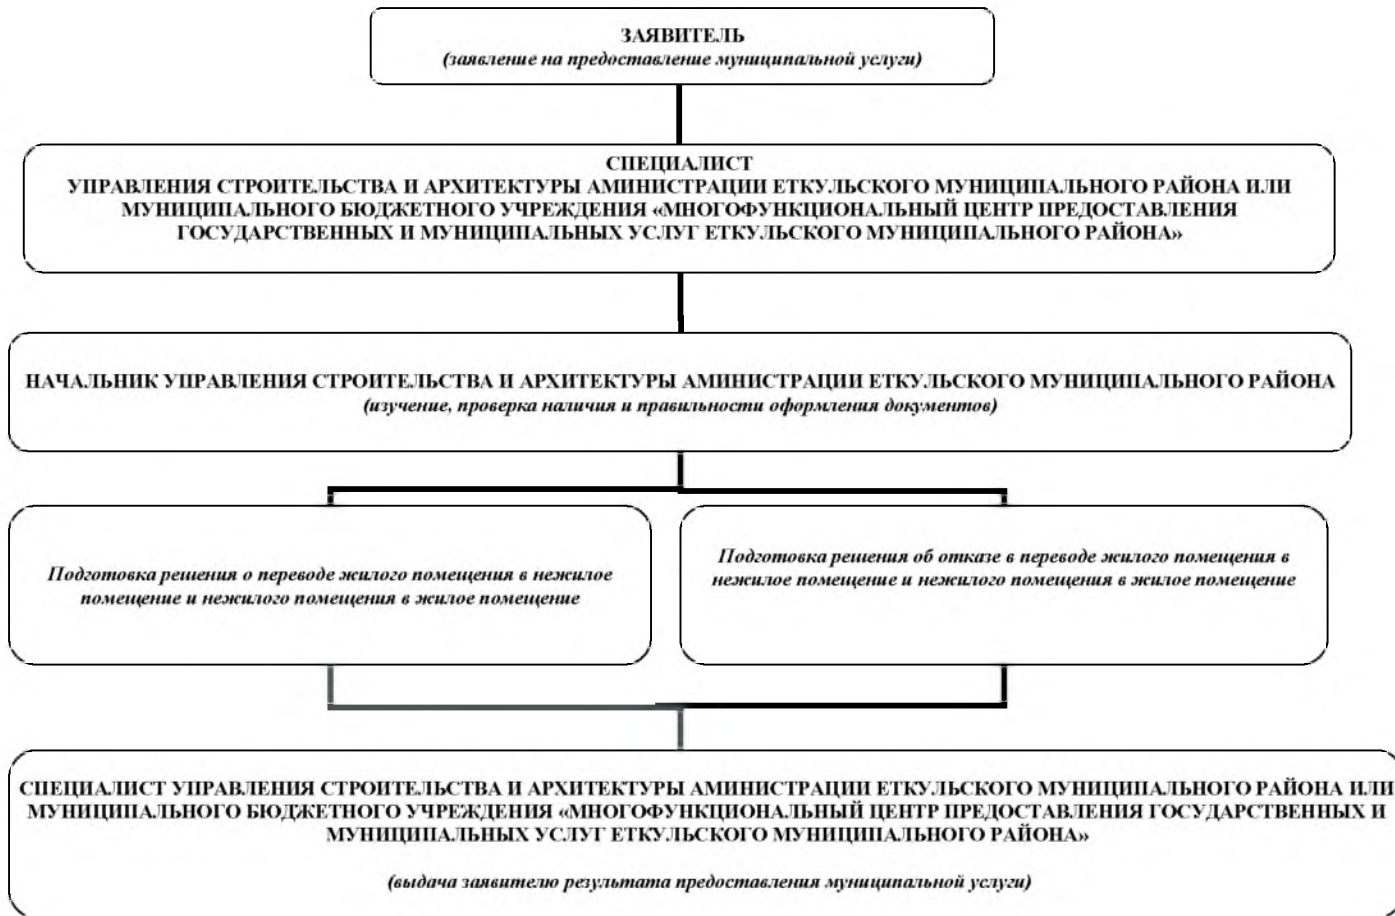 ЗАЯВИТЕЛЬ
(заявление на предоставление муниципальной услуги)
СПЕЦИАЛИСТ
УПРАВЛЕНИЯ СТРОИТЕЛЬСТВА И АРХИТЕКТУРЫ АМИНИСТРАЦИИ ЕТКУЛЬСКОГО МУНИЦИПАЛЬНОГО РАЙОНА ИЛИ
МУНИЦИПАЛЬНОГО БЮДЖЕТНОГО УЧРЕЖДЕНИЯ «МНОГОФУНКЦИОНАЛЬНЫЙ ЦЕНТР ПРЕДОСТАВЛЕНИЯ
ГОСУДАРСТВЕННЫХ И МУНИЦИПАЛЬНЫХ УСЛУГ ЕТКУЛЬСКОГО МУНИЦИПАЛЬНОГО РАЙОНА»
НАЧАЛЬНИК УПРАВЛЕНИЯ СТРОИТЕЛЬСТВА И АРХИТЕКТУРЫ АМИНИСТРАЦИИ ЕТКУЛЬСКОГО МУНИЦИПАЛЬНОГО РАЙОНА
(изучение, проверка наличия и правильности оформления документов)
Подготовка решения о переводе жилого помещения в нежилое
помещение и нежилого помещения в жилое помещение
Подготовка решения об отказе в переводе жилого помещения в
нежилое помещение и нежилого помещения в жилое помещение
СПЕЦИАЛИСТ УПРАВЛЕНИЯ СТРОИТЕЛЬСТВА И АРХИТЕКТУРЫ АМИНИСТРАЦИИ ЕТКУЛЬСКОГО МУНИЦИПАЛЬНОГО РАЙОНА ИЛИ
МУНИЦИПАЛЬНОГО БЮДЖЕТНОГО УЧРЕЖДЕНИЯ «МНОГОФУНКЦИОНАЛЬНЫЙ ЦЕНТР ПРЕДОСТАВЛЕНИЯ ГОСУДАРСТВЕННЫХ И
МУНИЦИПАЛЬНЫХ УСЛУГ ЕТКУЛЬСКОГО МУНИЦИПАЛЬНОГО РАЙОНА»
(выдача заявителю результата предоставления муниципальной услуги)